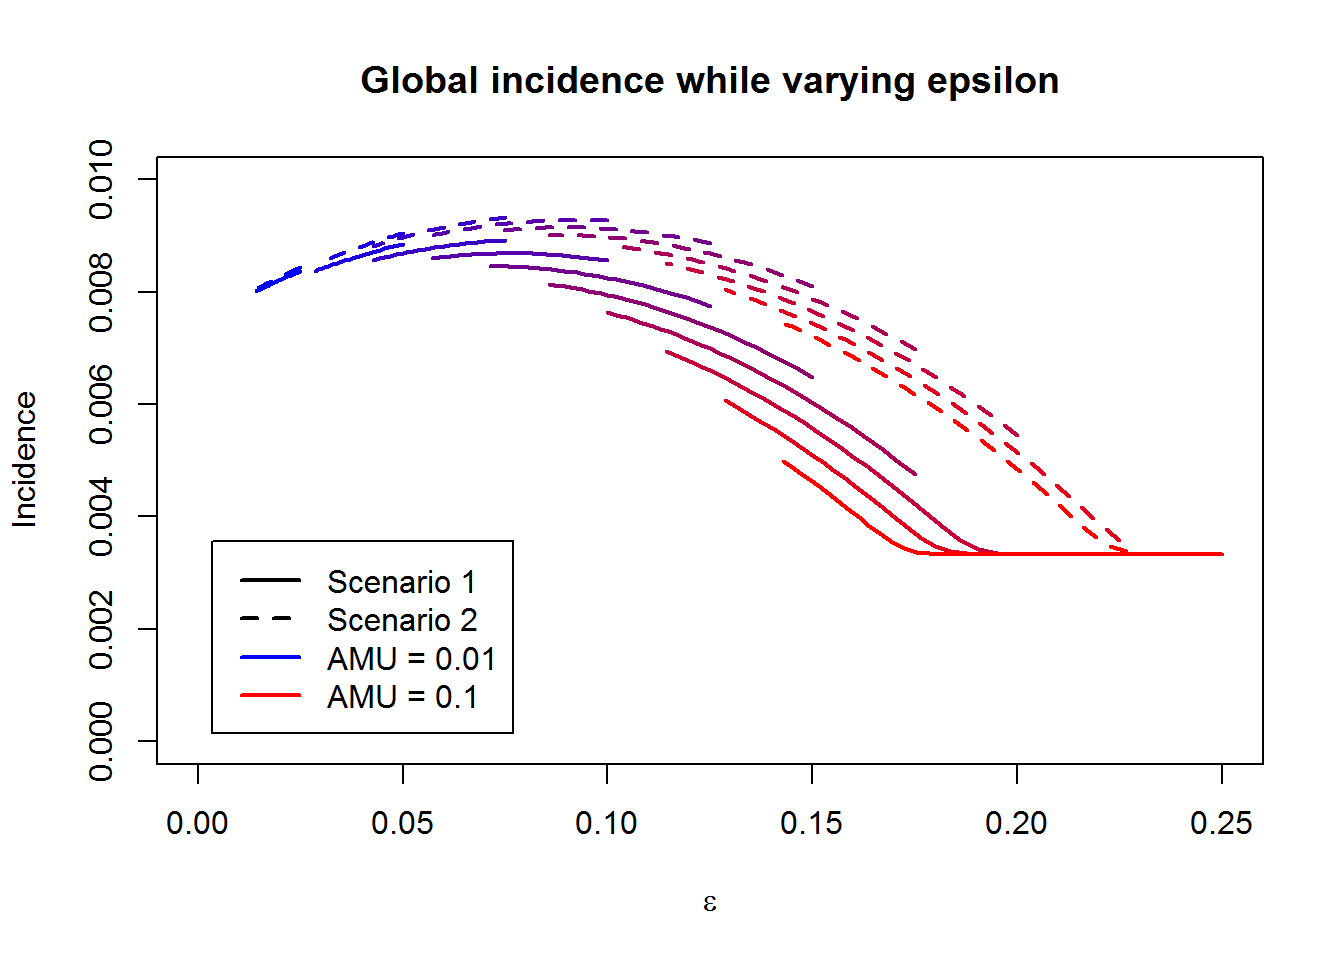 Global incidence while varying epsilon
Incidence
0.010
0.008
0.006
0.004
0.002
0.000
Scenario 1
Scenario 2
AMU = 0.01
AMU = 0.1
0.00 0.05 0.10 0.15 0.20 0.25
ε